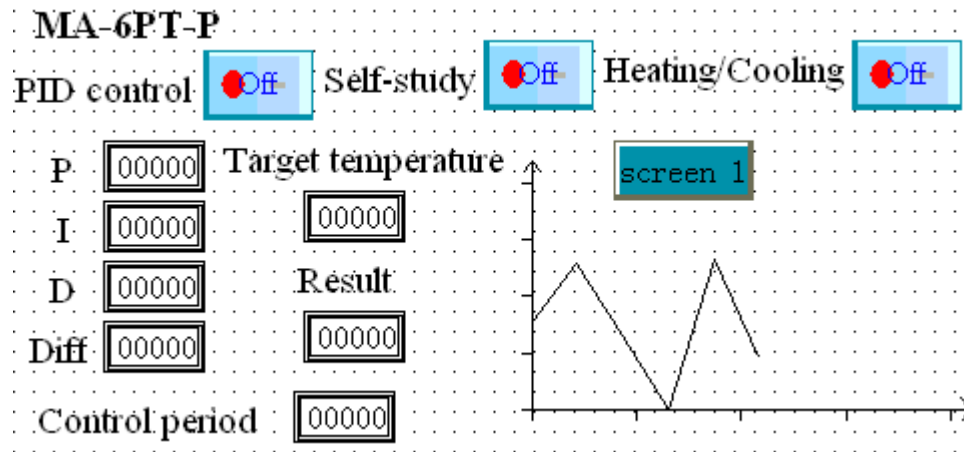 MA-6PT-P
PID control Off Self-study Off Heating/Cooling Off
P 00000 Target temperature screen 1
I 00000 00000
D 00000 Result
Diff 00000 00000
Control period 00000